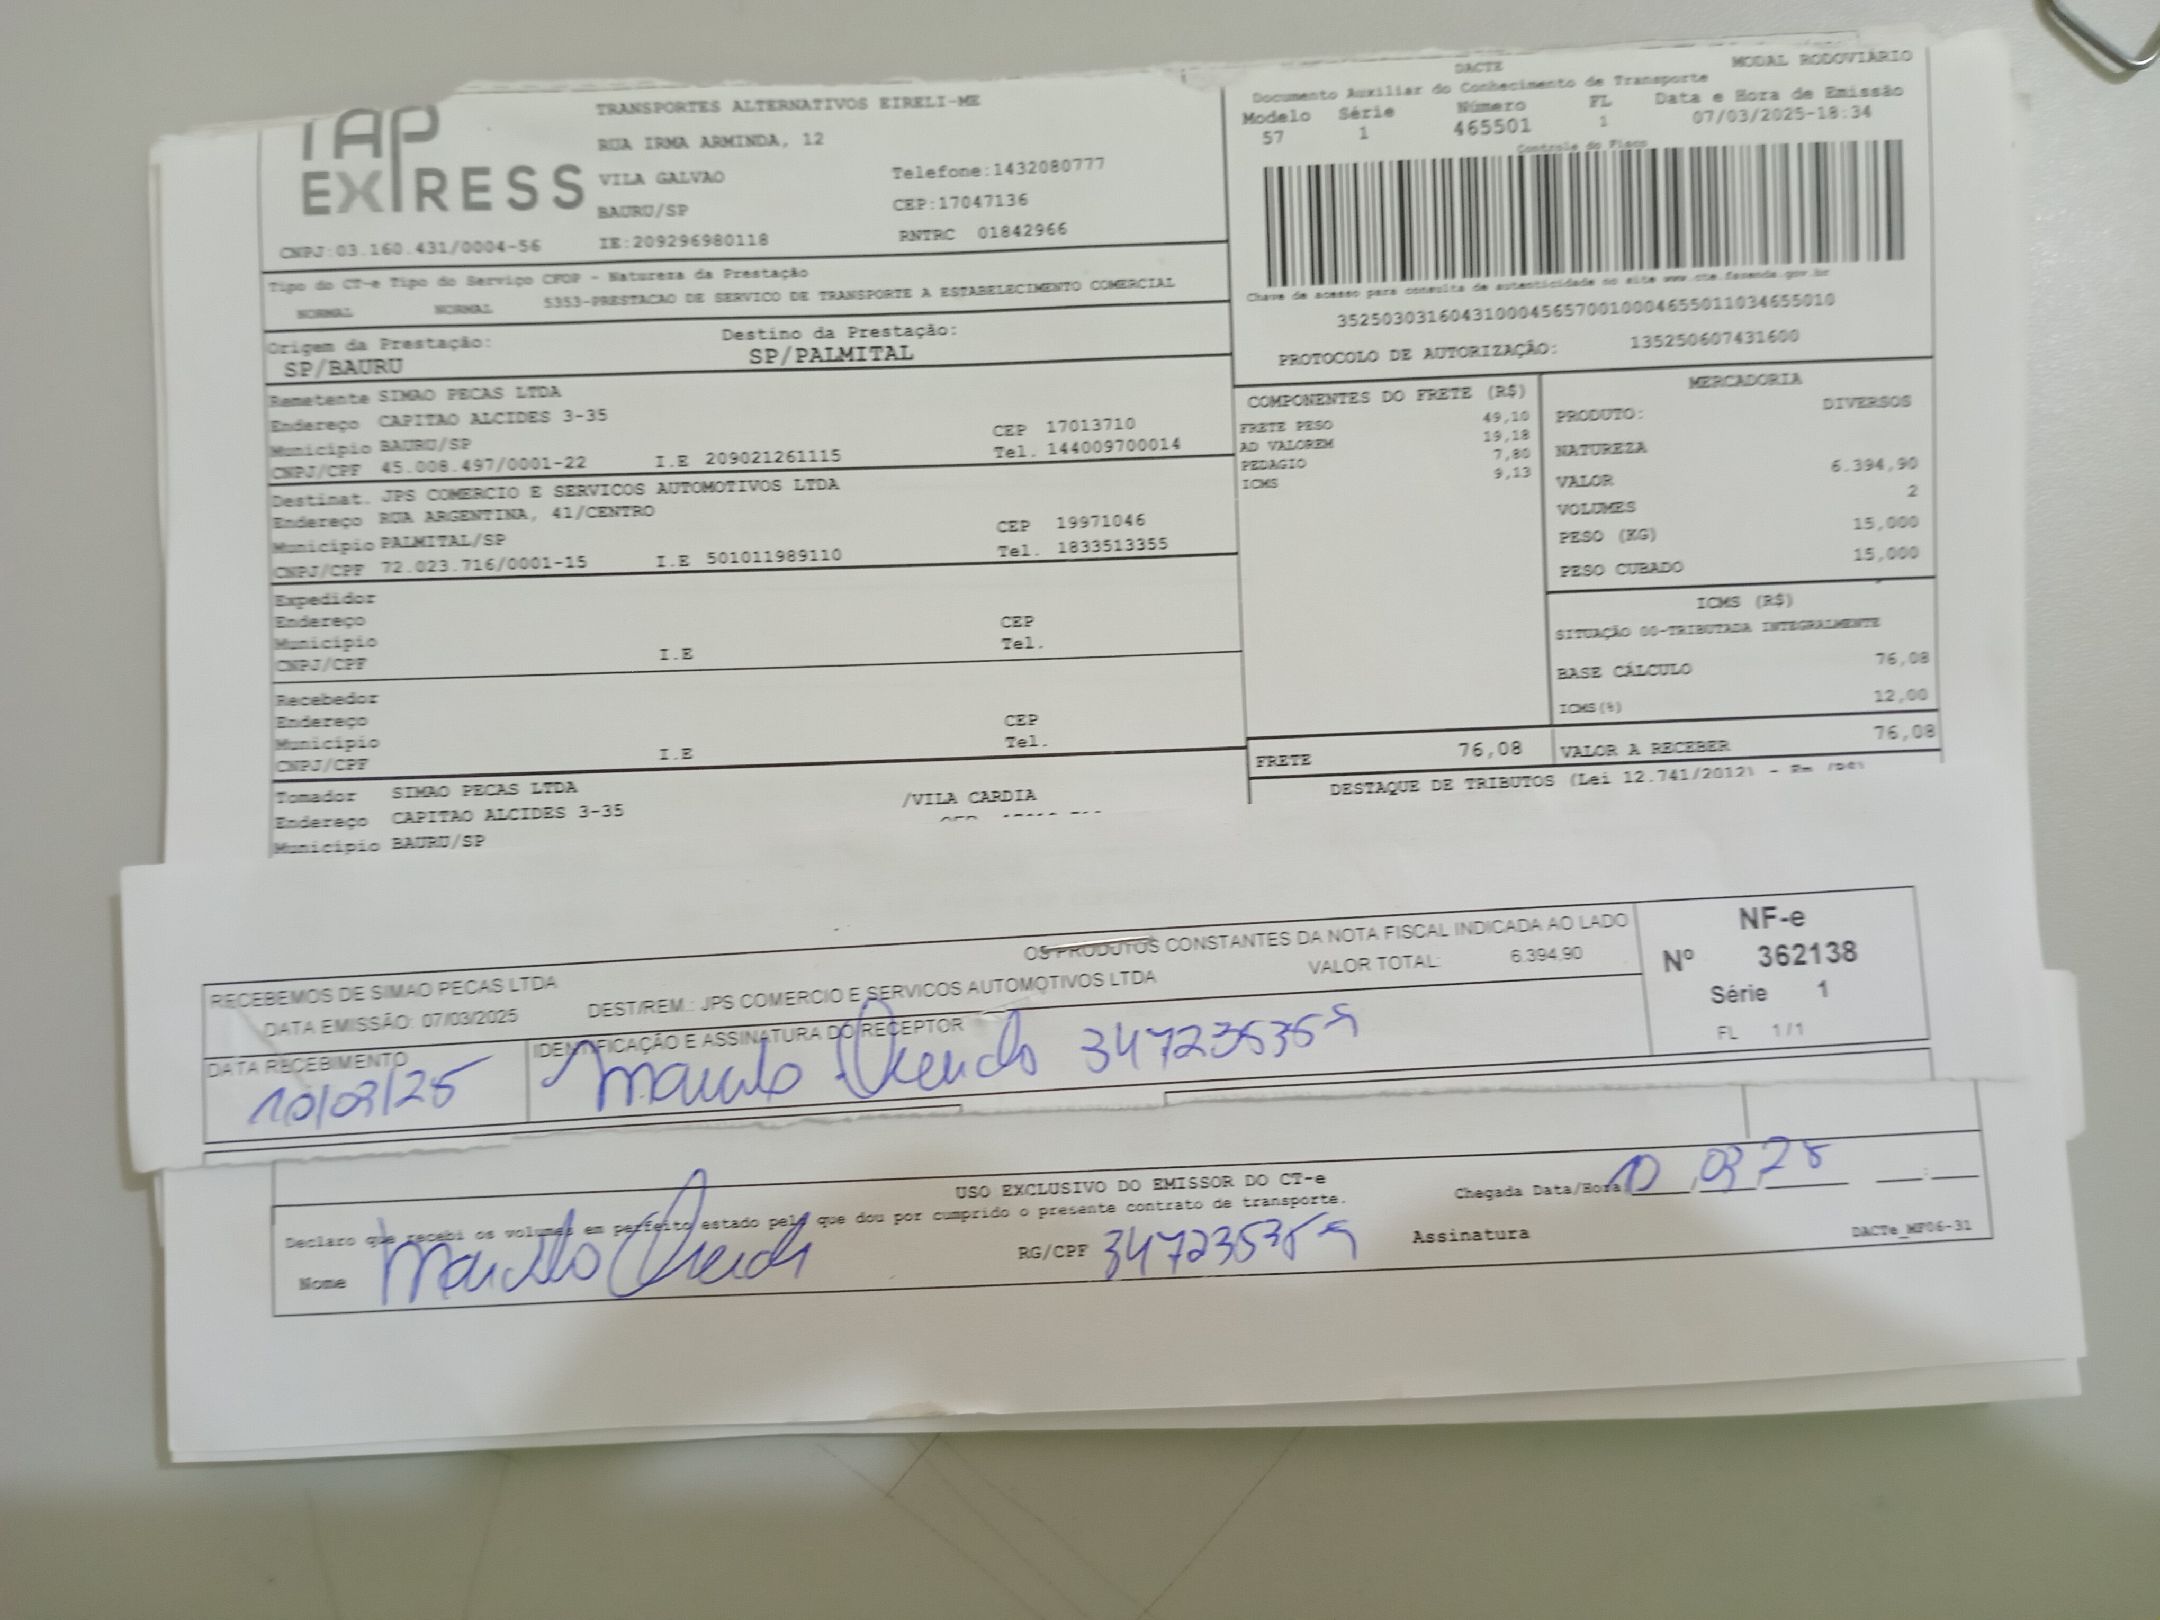 TAP
EXPRESS
TRANSPORTES ALTERNATIVOS EIRELI-ME
RUA IRMA ARMINDA, 12
VILA GALVAO Telefone:1432080777
BAURU/SP CEP:17047136
CNPJ:03.160.431/0004-56 IE:209296980118 RNTRC 01842966
DACTE MODAL RODOVIÁRIO
Documento Auxiliar do Conhecimento de Transporte
Modelo Série Número FL Data e Hora de Emissão
57 1 465501 1 07/03/2025-18:34
Controle do Fisco
Chave de acesso para consulta de autenticidade no site www.cte.fazenda.gov.br
35250303160431000456570010004655011034655010
PROTOCOLO DE AUTORIZAÇÃO: 135250607431600
Tipo do CT-e Tipo do Serviço CFOP - Natureza da Prestação
NORMAL NORMAL 5353-PRESTACAO DE SERVICO DE TRANSPORTE A ESTABELECIMENTO COMERCIAL
Origem da Prestação: Destino da Prestação:
SP/BAURU SP/PALMITAL
Remetente SIMAO PECAS LTDA
Endereço CAPITAO ALCIDES 3-35
Município BAURU/SP CEP 17013710
CNPJ/CPF 45.008.497/0001-22 I.E 209021261115 Tel. 144009700014
Destinat. JPS COMERCIO E SERVICOS AUTOMOTIVOS LTDA
Endereço RUA ARGENTINA, 41/CENTRO
Município PALMITAL/SP CEP 19971046
CNPJ/CPF 72.023.716/0001-15 I.E 501011989110 Tel. 1833513355
Expedidor
Endereço
Município CEP
CNPJ/CPF I.E Tel.
Recebedor
Endereço
Município CEP
CNPJ/CPF I.E Tel.
Tomador SIMAO PECAS LTDA
Endereço CAPITAO ALCIDES 3-35 /VILA CARDIA
Município BAURU/SP
COMPONENTES DO FRETE (R$)
FRETE PESO 49,10
AD VALOREM 19,18
PEDAGIO 7,80
ICMS 9,13
FRETE 76,08
MERCADORIA
PRODUTO: DIVERSOS
NATUREZA
VALOR 6.394,90
VOLUMES 2
PESO (KG) 15,000
PESO CUBADO 15,000
ICMS (R$)
SITUAÇÃO 00-TRIBUTADA INTEGRALMENTE
BASE CÁLCULO 76,08
ICMS(%) 12,00
VALOR A RECEBER 76,08
DESTAQUE DE TRIBUTOS (Lei 12.741/2012) -
RECEBEMOS DE SIMAO PECAS LTDA OS PRODUTOS CONSTANTES DA NOTA FISCAL INDICADA AO LADO
DATA EMISSÃO: 07/03/2025 DEST/REM.: JPS COMERCIO E SERVICOS AUTOMOTIVOS LTDA VALOR TOTAL: 6.394,90
DATA RECEBIMENTO IDENTIFICAÇÃO E ASSINATURA DO RECEPTOR
10/03/25 347235359
NF-e
Nº 362138
Série 1
FL 1/1
USO EXCLUSIVO DO EMISSOR DO CT-e
Declaro que recebi os volumes em perfeito estado pelo que dou por cumprido o presente contrato de transporte.
Chegada Data/Hora: 10 03 25 :
Nome RG/CPF 347235359 Assinatura
DACTe_MF06-31